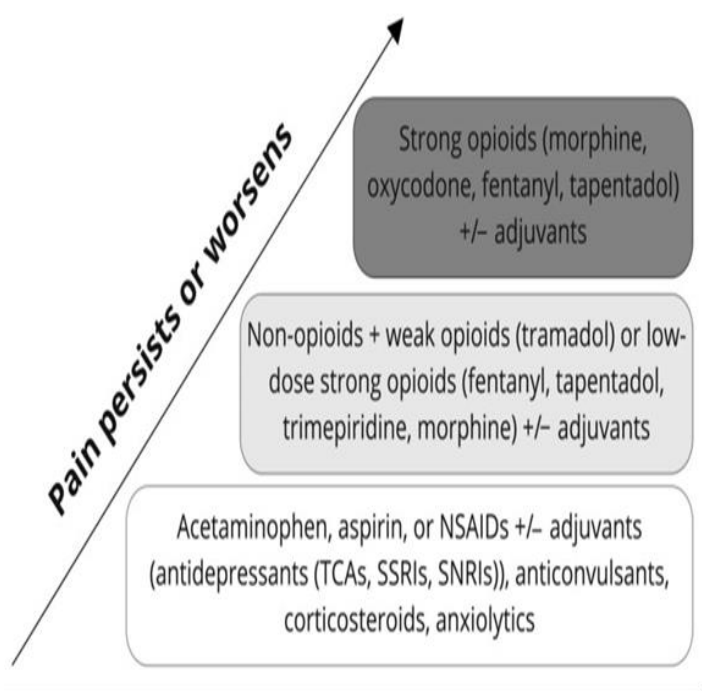 Pain persists or worsens
Strong opioids (morphine,
oxycodone, fentanyl, tapentadol)
+/− adjuvants
Non-opioids + weak opioids (tramadol) or low-
dose strong opioids (fentanyl, tapentadol,
trimepiridine, morphine) +/− adjuvants
Acetaminophen, aspirin, or NSAIDs +/− adjuvants
(antidepressants (TCAs, SSRIs, SNRIs)), anticonvulsants,
corticosteroids, anxiolytics